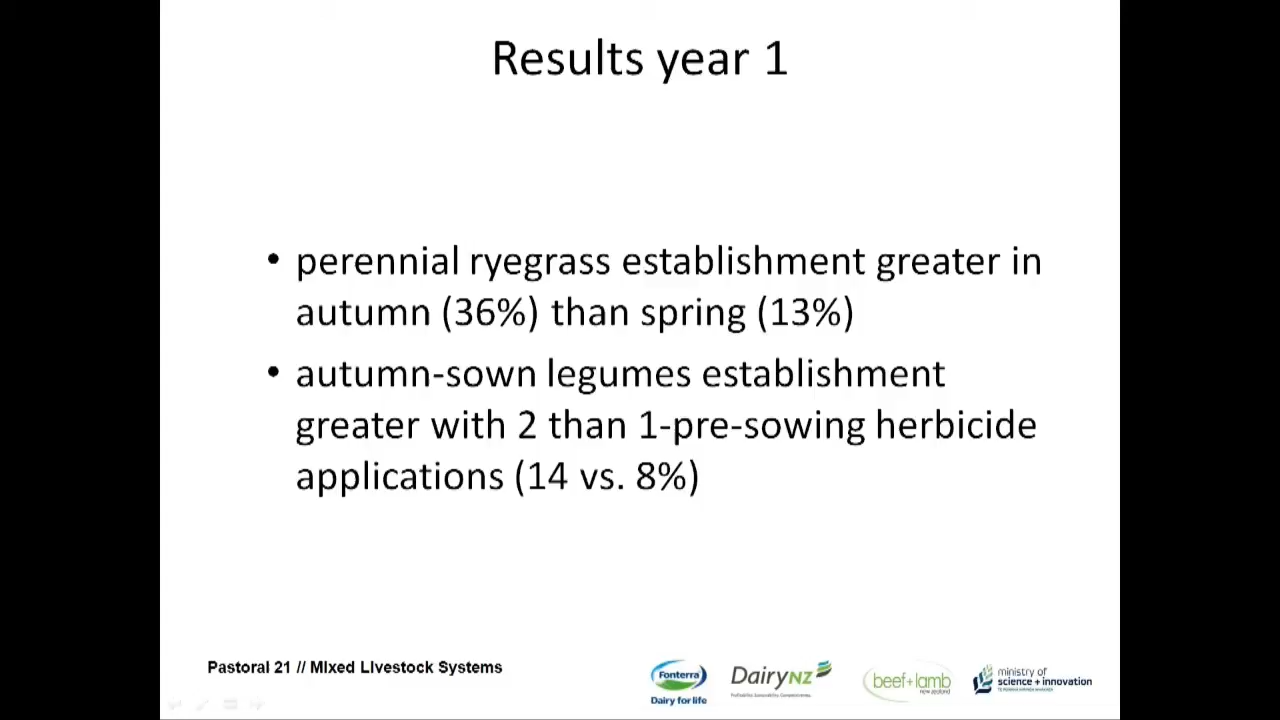 Results year 1
• perennial ryegrass establishment greater in
autumn (36%) than spring (13%)
• autumn-sown legumes establishment
greater with 2 than 1-pre-sowing herbicide
applications (14 vs. 8%)
Pastoral 21 // Mixed Livestock Systems
Fonterra
Dairy for life
DairyNZ
beef+lamb
new zealand
ministry of
science + innovation